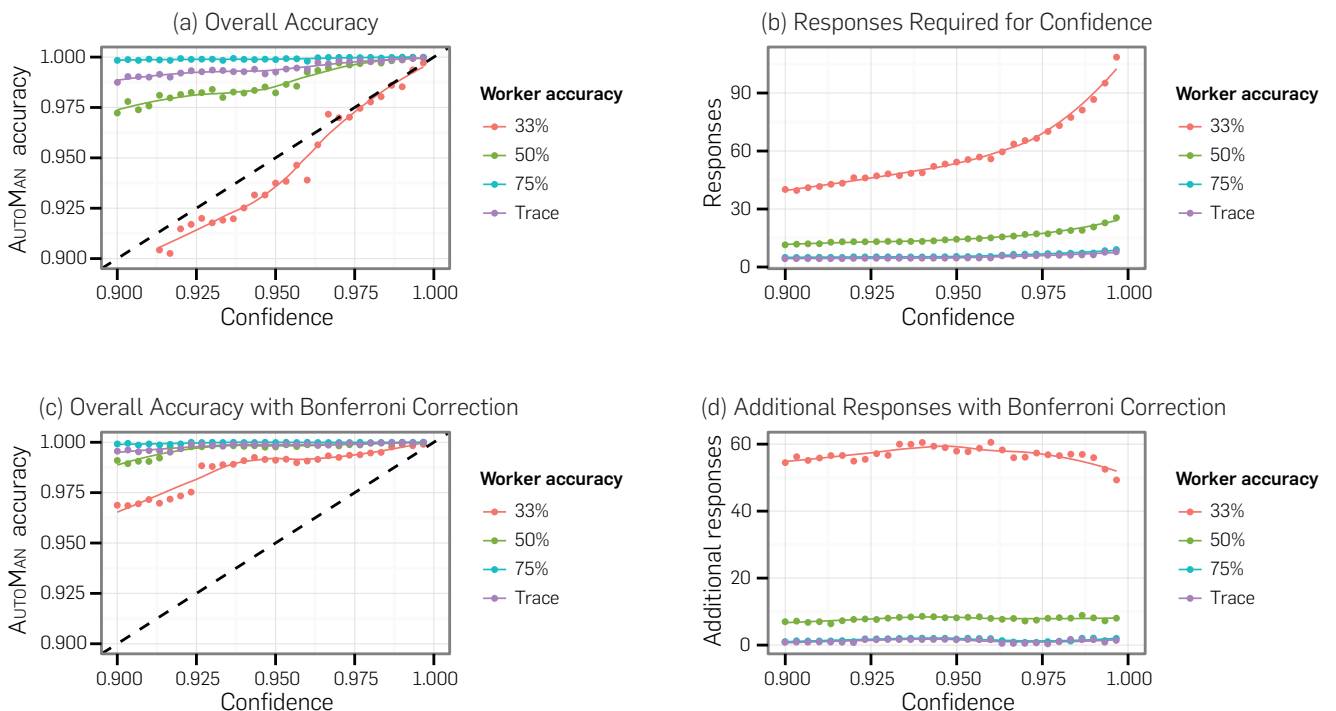 (a) Overall Accuracy
AUTOMAN accuracy
1.000
0.975
0.950
0.925
0.900
0.900 0.925 0.950 0.975 1.000
Confidence
Worker accuracy
33%
50%
75%
Trace
(b) Responses Required for Confidence
Responses
90
60
30
0
0.900 0.925 0.950 0.975 1.000
Confidence
Worker accuracy
33%
50%
75%
Trace
(c) Overall Accuracy with Bonferroni Correction
AUTOMAN accuracy
1.000
0.975
0.950
0.925
0.900
0.900 0.925 0.950 0.975 1.000
Confidence
Worker accuracy
33%
50%
75%
Trace
(d) Additional Responses with Bonferroni Correction
Additional responses
60
40
20
0
0.900 0.925 0.950 0.975 1.000
Confidence
Worker accuracy
33%
50%
75%
Trace